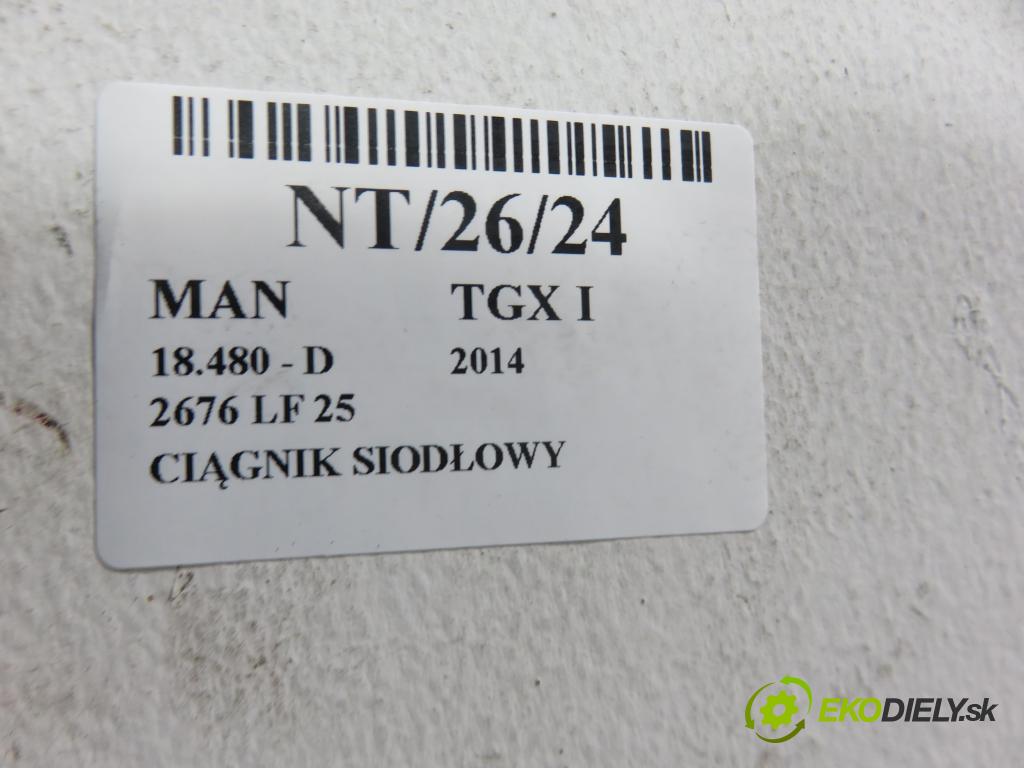 NT/26/24
MAN TGX I
18.480 - D 2014
2676 LF 25
CIĄGNIK SIODŁOWY
EKODIELY.sk